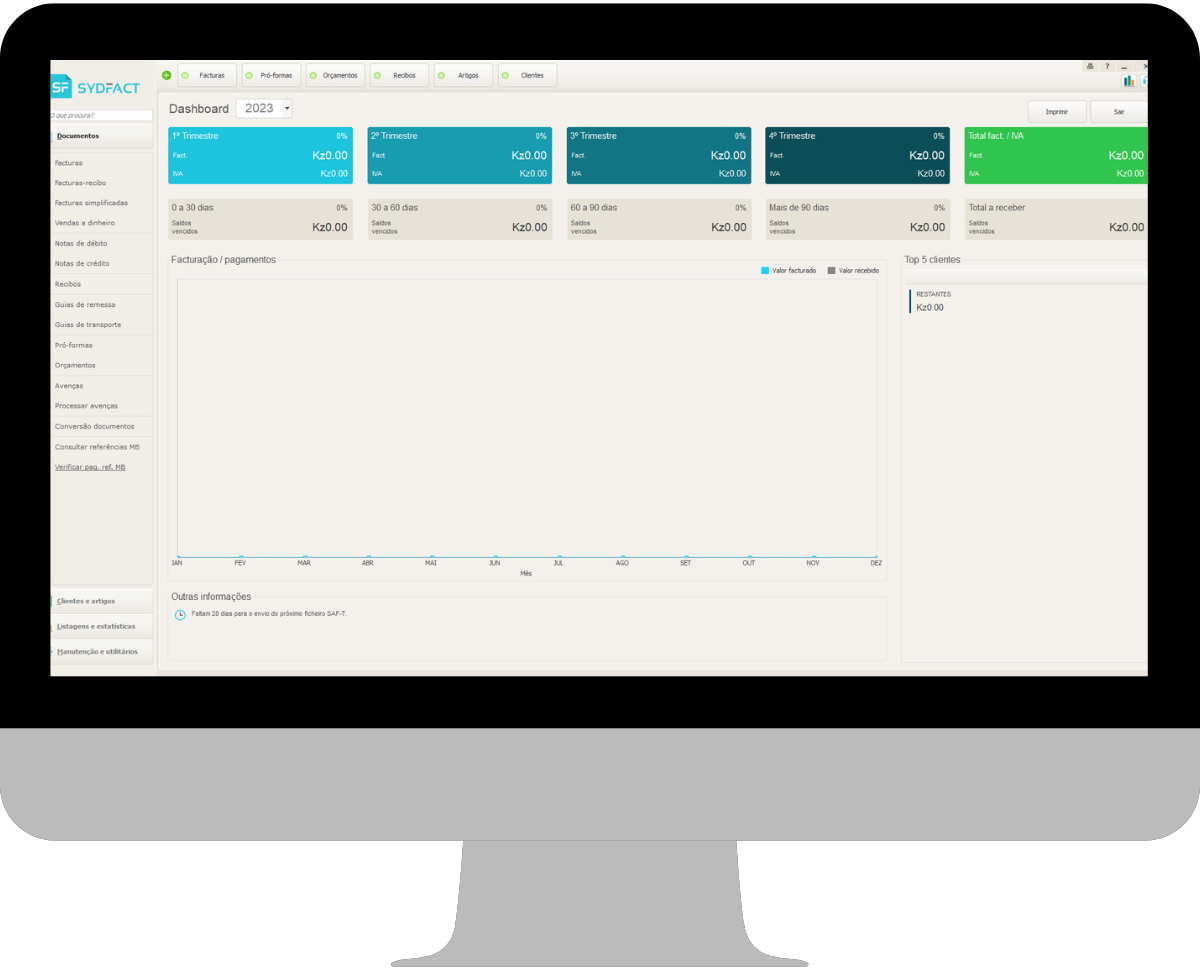 SF SYDFACT
Facturas Pró-formas Orçamentos Recibos Artigos Clientes
?
O que procura?
Dashboard 2023
Imprimir Sair
Documentos
Facturas
Facturas-recibo
Facturas simplificadas
Vendas a dinheiro
Notas de débito
Notas de crédito
Recibos
Guias de remessa
Guias de transporte
Pró-formas
Orçamentos
Avenças
Processar avenças
Conversão documentos
Consultar referências MB
Verificar pag. ref. MB
Clientes e artigos
Listagens e estatísticas
Manutenção e utilitários
1º Trimestre 0%
Fact. Kz0.00
IVA Kz0.00
2º Trimestre 0%
Fact. Kz0.00
IVA Kz0.00
3º Trimestre 0%
Fact. Kz0.00
IVA Kz0.00
4º Trimestre 0%
Fact. Kz0.00
IVA Kz0.00
Total fact. / IVA
Fact. Kz0.00
IVA Kz0.00
0 a 30 dias 0%
Saldos
vencidos Kz0.00
30 a 60 dias 0%
Saldos
vencidos Kz0.00
60 a 90 dias 0%
Saldos
vencidos Kz0.00
Mais de 90 dias 0%
Saldos
vencidos Kz0.00
Total a receber
Saldos
vencidos Kz0.00
Facturação / pagamentos
Valor facturado Valor recebido
JAN FEV MAR ABR MAI JUN JUL AGO SET OUT NOV DEZ
Mês
Top 5 clientes
RESTANTES
Kz0.00
Outras informações
Faltam 26 dias para o envio do próximo ficheiro SAF-T.